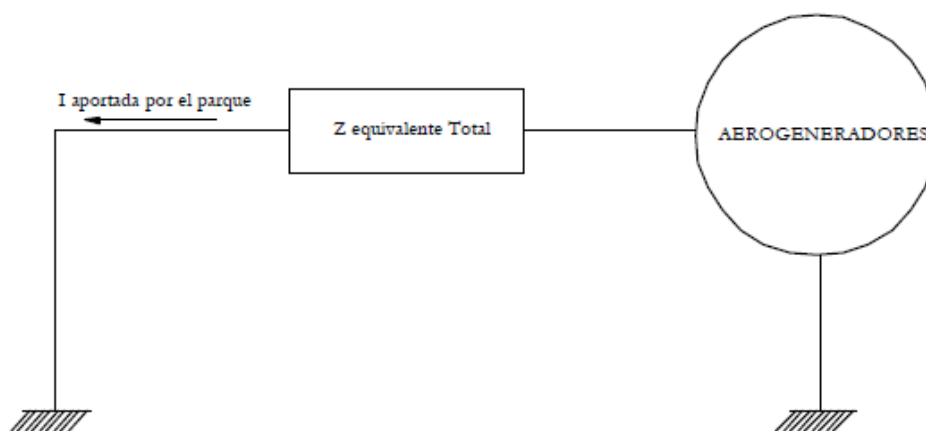 I aportada por el parque
Z equivalente Total
AEROGENERADORES